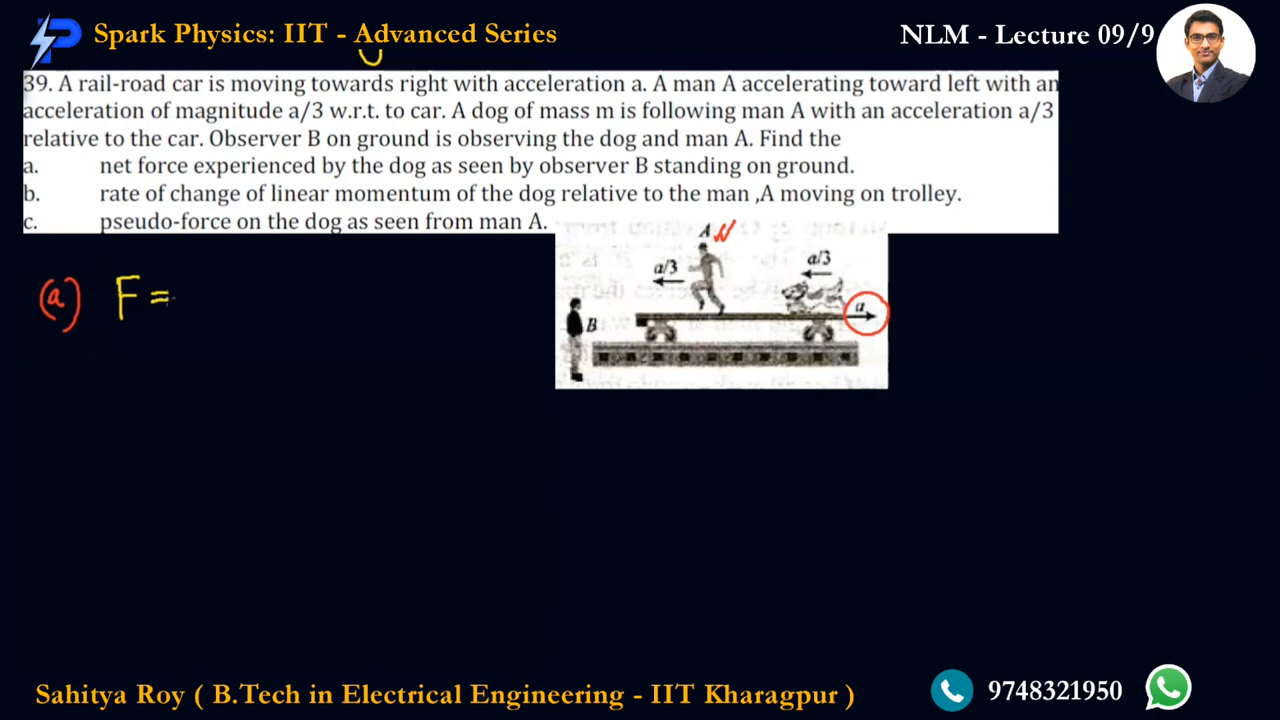 Spark Physics: IIT - Advanced Series
NLM - Lecture 09/9
39. A rail-road car is moving towards right with acceleration a. A man A accelerating toward left with an
acceleration of magnitude a/3 w.r.t. to car. A dog of mass m is following man A with an acceleration a/3
relative to the car. Observer B on ground is observing the dog and man A. Find the
a. net force experienced by the dog as seen by observer B standing on ground.
b. rate of change of linear momentum of the dog relative to the man ,A moving on trolley.
c. pseudo-force on the dog as seen from man A.
A
a/3
a/3
a
B
(a) F =
Sahitya Roy ( B.Tech in Electrical Engineering - IIT Kharagpur )
9748321950